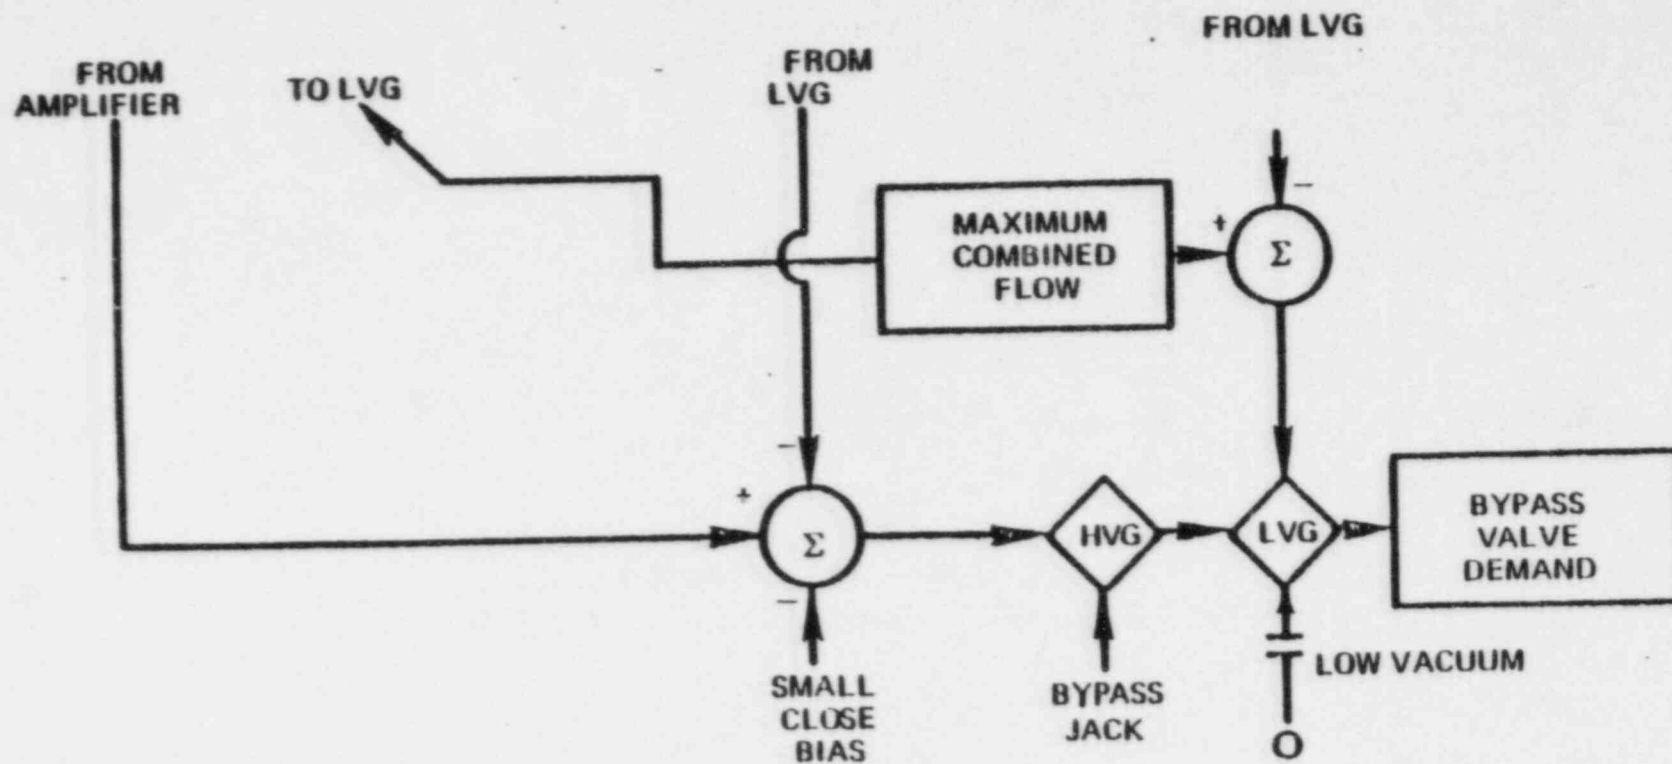 FROM LVG
FROM
AMPLIFIER
TO LVG
FROM
LVG
MAXIMUM
COMBINED
FLOW
+
−
Σ
−
+
Σ
−
HVG
LVG
BYPASS
VALVE
DEMAND
SMALL
CLOSE
BIAS
BYPASS
JACK
LOW VACUUM
O